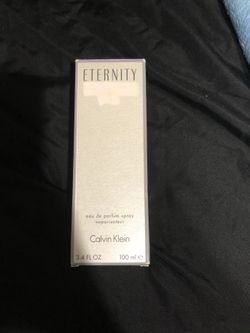 ETERNITY
eau de parfum spray
vaporisateur
Calvin Klein
3.4 FL.OZ. 100 ml e